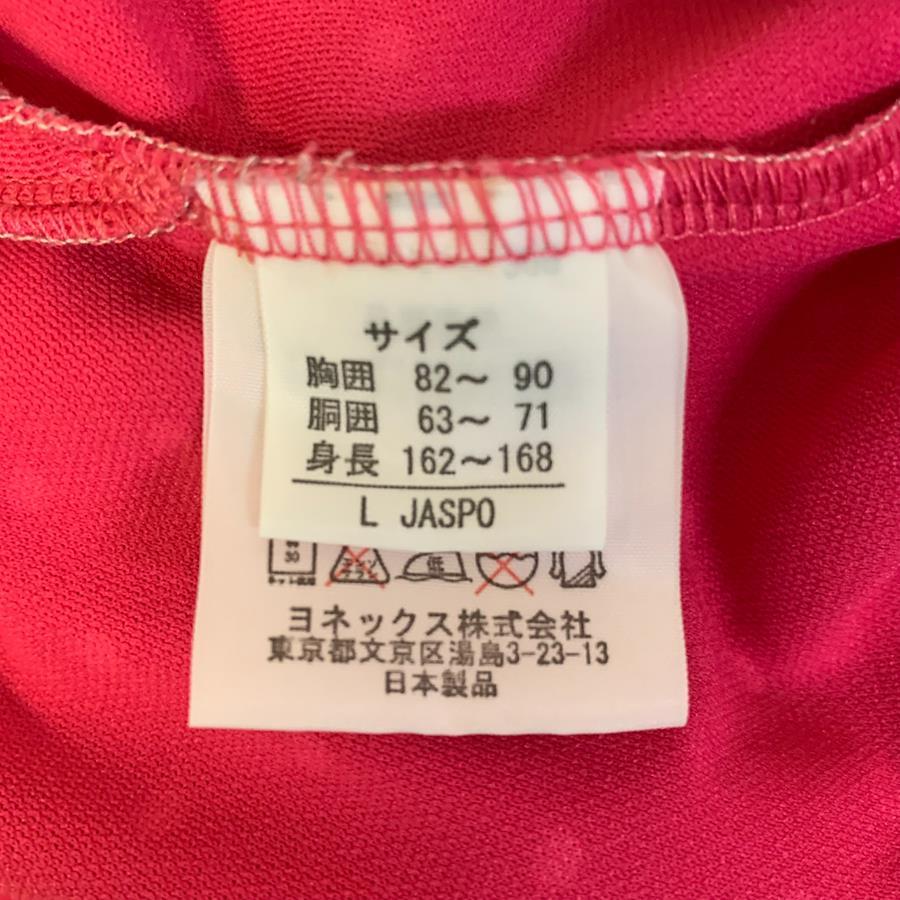 サイズ
胸囲 82～ 90
胴囲 63～ 71
身長 162～168
L JASPO
30
低
ヨネックス株式会社
東京都文京区湯島3-23-13
日本製品